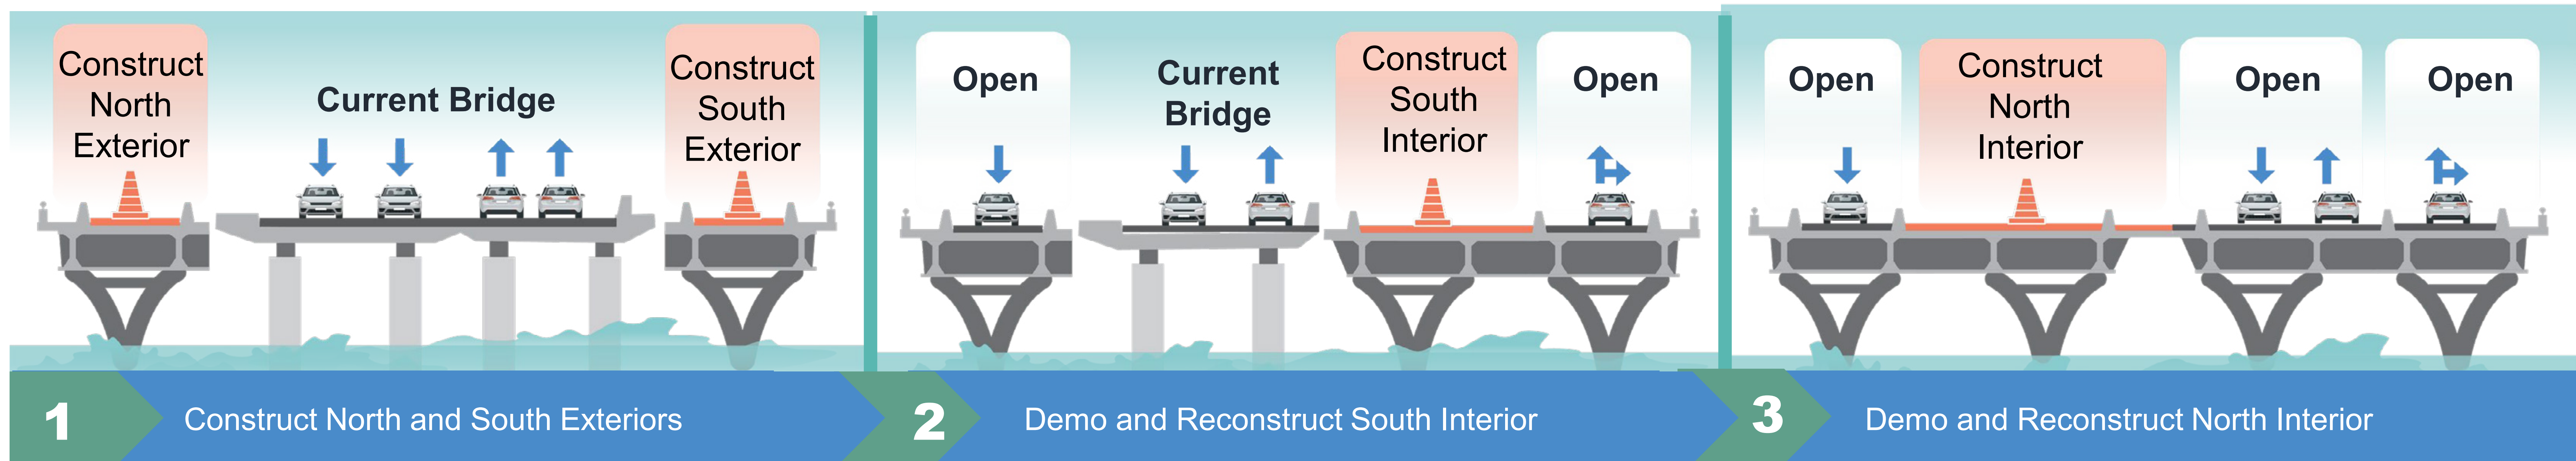 Construct
North
Exterior
Current Bridge
Construct
South
Exterior
1
Construct North and South Exteriors
Open
Current
Bridge
Construct
South
Interior
Open
2
Demo and Reconstruct South Interior
Open
Construct
North
Interior
Open
Open
3
Demo and Reconstruct North Interior